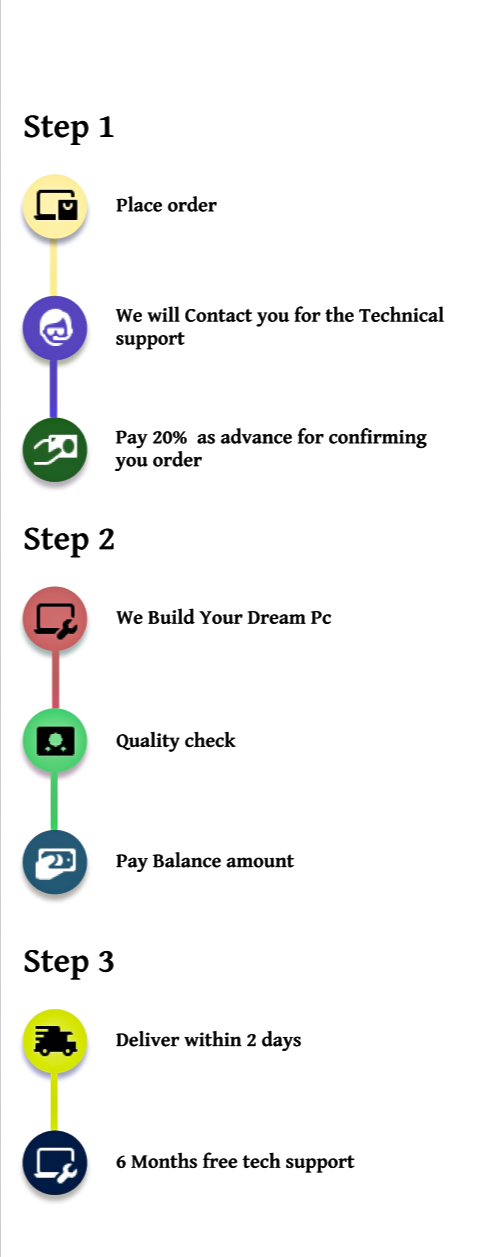 Step 1
Place order
We will Contact you for the Technical
support
Pay 20%  as advance for confirming
you order
Step 2
We Build Your Dream Pc
Quality check
Pay Balance amount
Step 3
Deliver within 2 days
6 Months free tech support